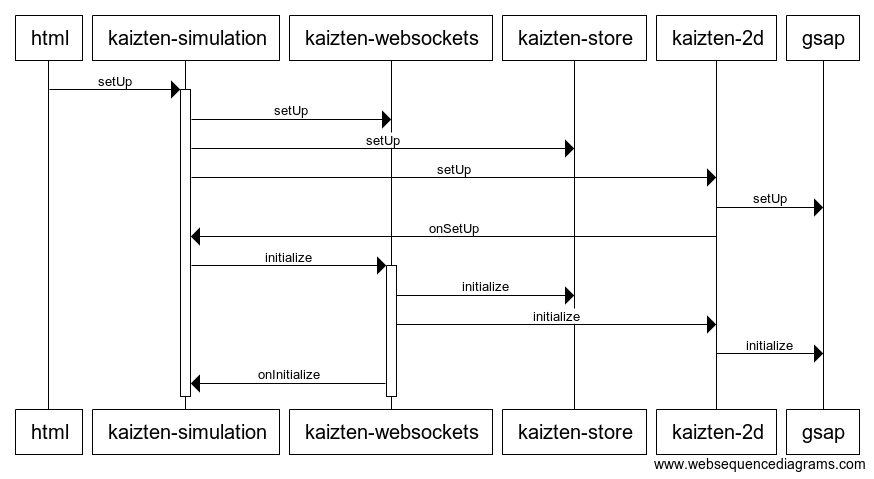 html kaizten-simulation kaizten-websockets kaizten-store kaizten-2d gsap
setUp
setUp
setUp
setUp
setUp
onSetUp
initialize
initialize
initialize
initialize
onInitialize
html kaizten-simulation kaizten-websockets kaizten-store kaizten-2d gsap
www.websequencediagrams.com